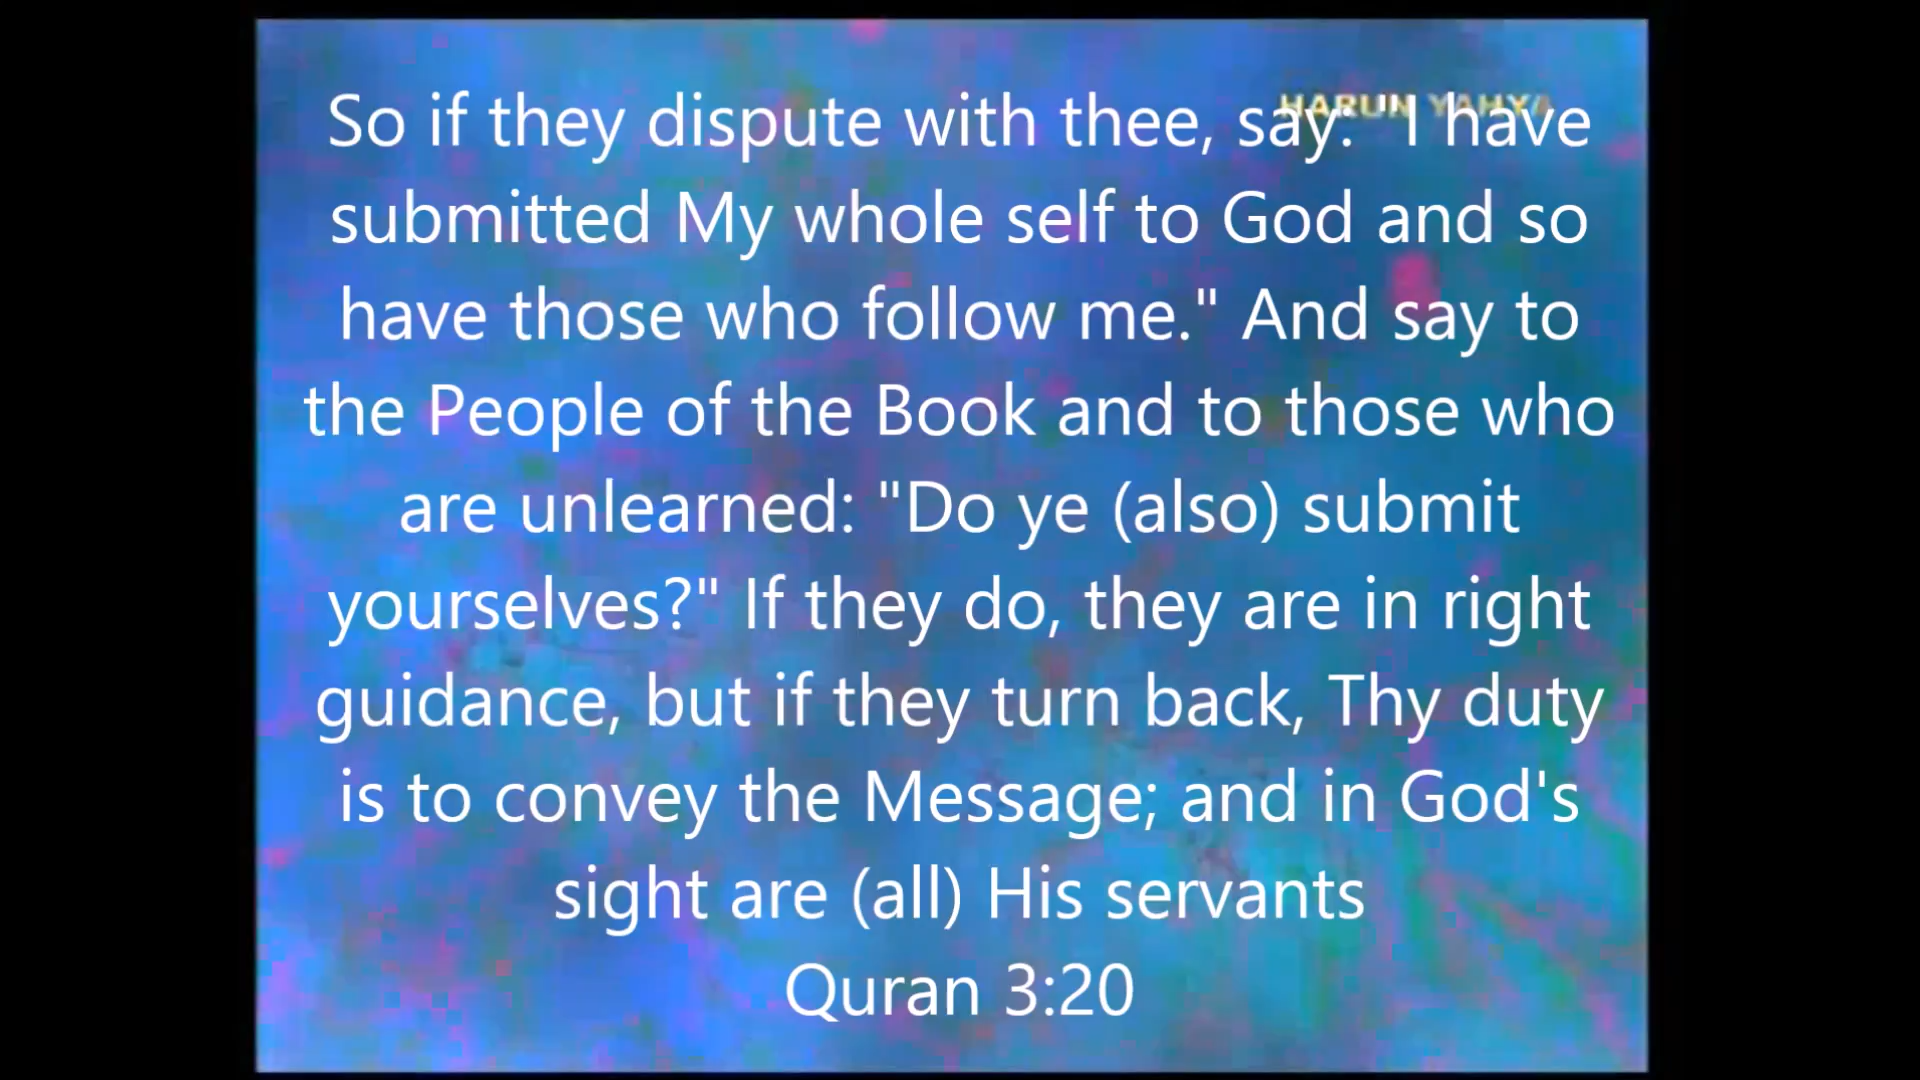 HARUN YAHYA
So if they dispute with thee, say: "I have
submitted My whole self to God and so
have those who follow me." And say to
the People of the Book and to those who
are unlearned: "Do ye (also) submit
yourselves?" If they do, they are in right
guidance, but if they turn back, Thy duty
is to convey the Message; and in God's
sight are (all) His servants
Quran 3:20